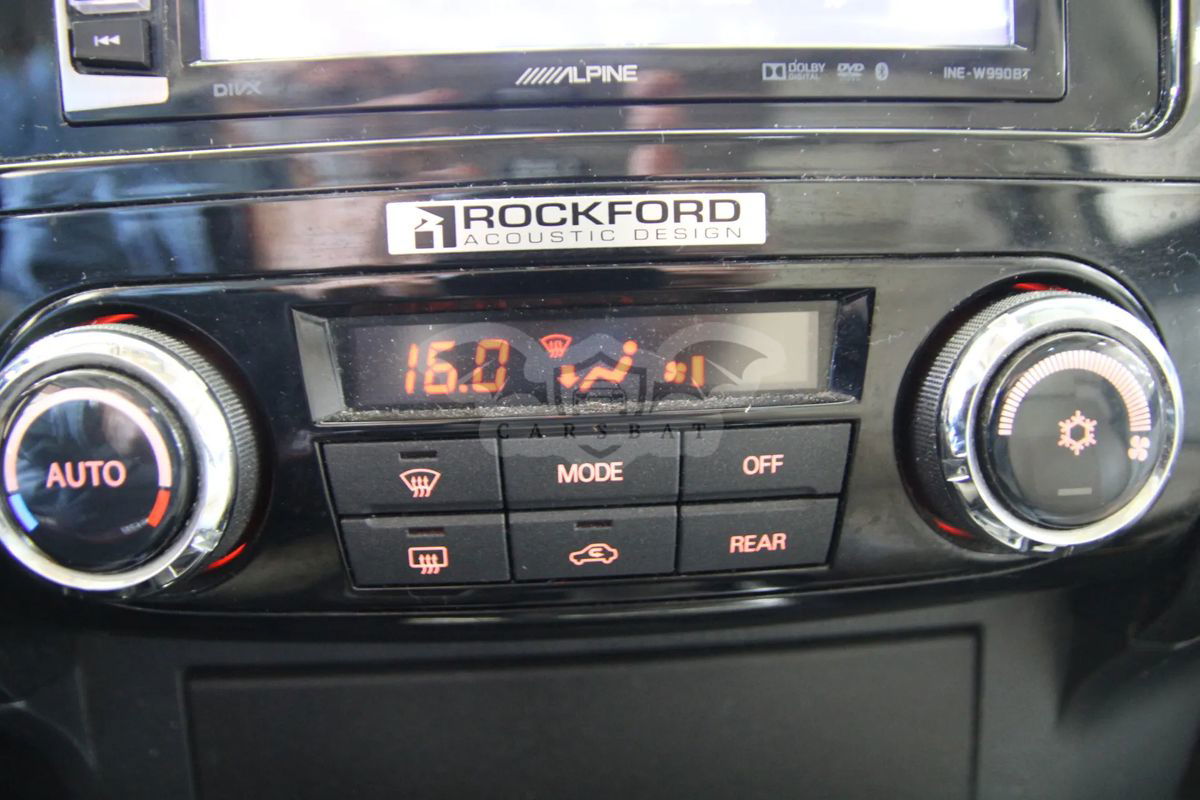 DIVX
ALPINE
DOLBY
DIGITAL
DVD
INE-W990BT
ROCKFORD
ACOUSTIC DESIGN
16.0
CARSBAT
AUTO
MODE
OFF
REAR